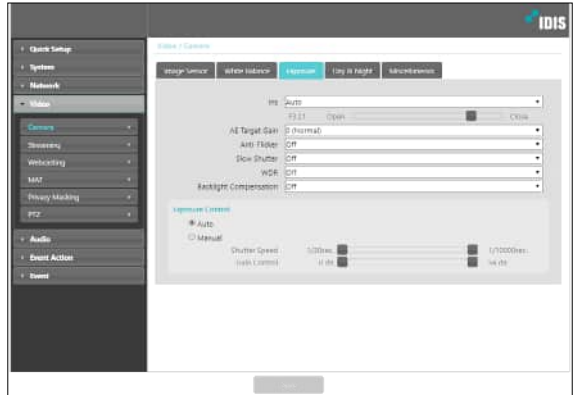 IDIS
Quick Setup
System
Network
Video
Camera
Streaming
Webcasting
MAT
Privacy Masking
PTZ
Audio
Event Action
Event
Video / Camera
Image Sensor White Balance Exposure Day & Night Miscellaneous
Iris Auto
Open Close
AE Target Gain 0 (Normal)
Anti-Flicker Off
Slow Shutter Off
WDR Off
Backlight Compensation Off
Exposure Control
Auto
Manual
Shutter Speed 1/30sec. 1/10000sec.
Gain Control 0 dB